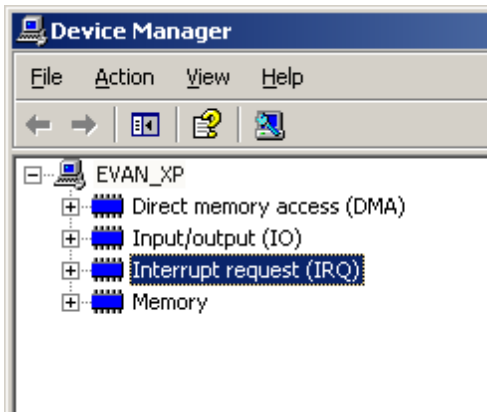 Device Manager
File Action View Help
EVAN_XP
Direct memory access (DMA)
Input/output (IO)
Interrupt request (IRQ)
Memory